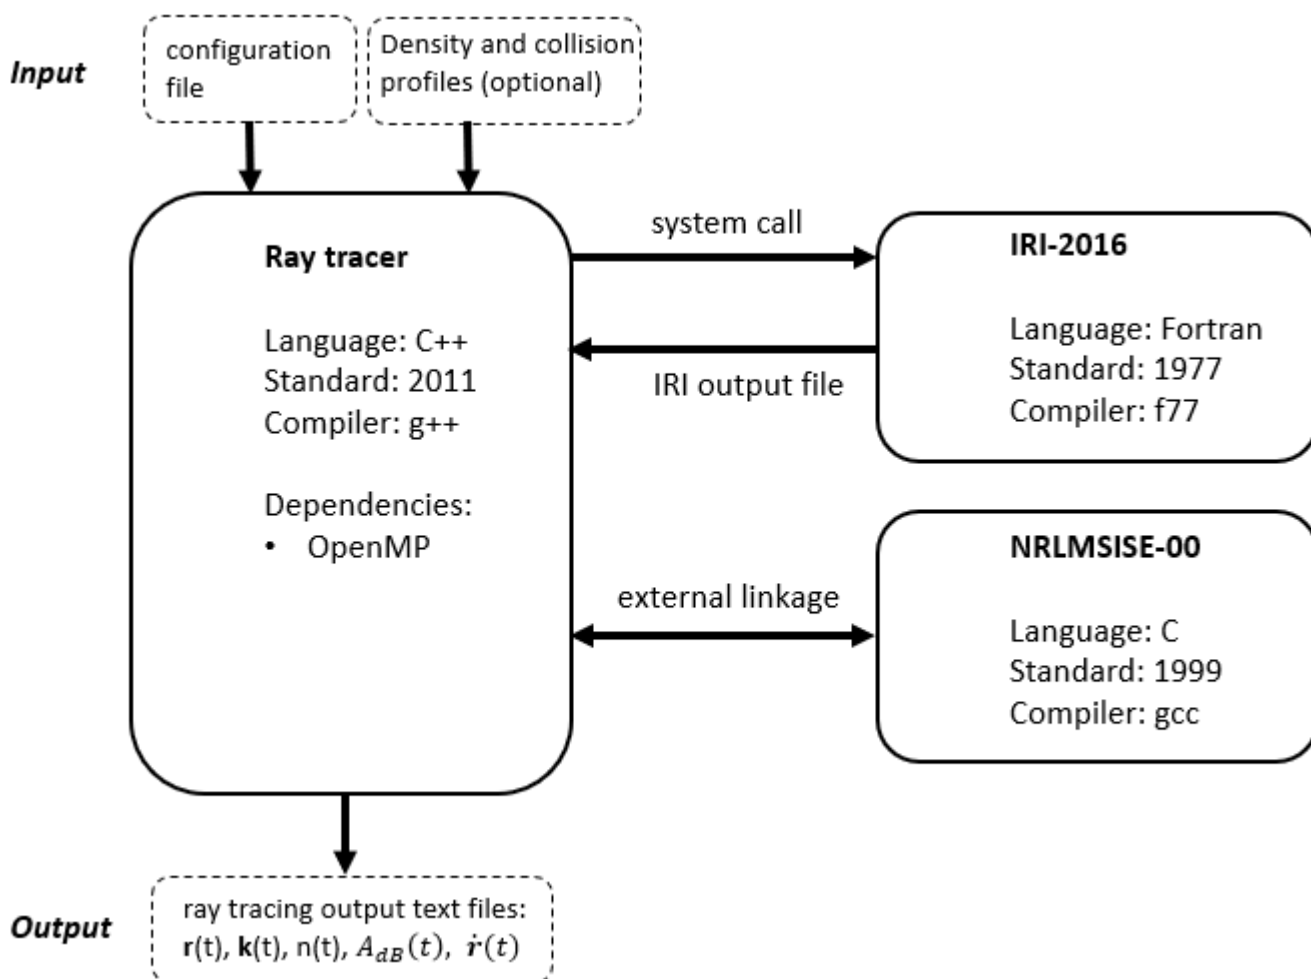 Input
configuration
file
Density and collision
profiles (optional)
Ray tracer
Language: C++
Standard: 2011
Compiler: g++
Dependencies:
• OpenMP
system call
IRI output file
external linkage
IRI-2016
Language: Fortran
Standard: 1977
Compiler: f77
NRLMSISE-00
Language: C
Standard: 1999
Compiler: gcc
Output
ray tracing output text files:
r(t), k(t), n(t), A_{dB}(t), ṙ(t)